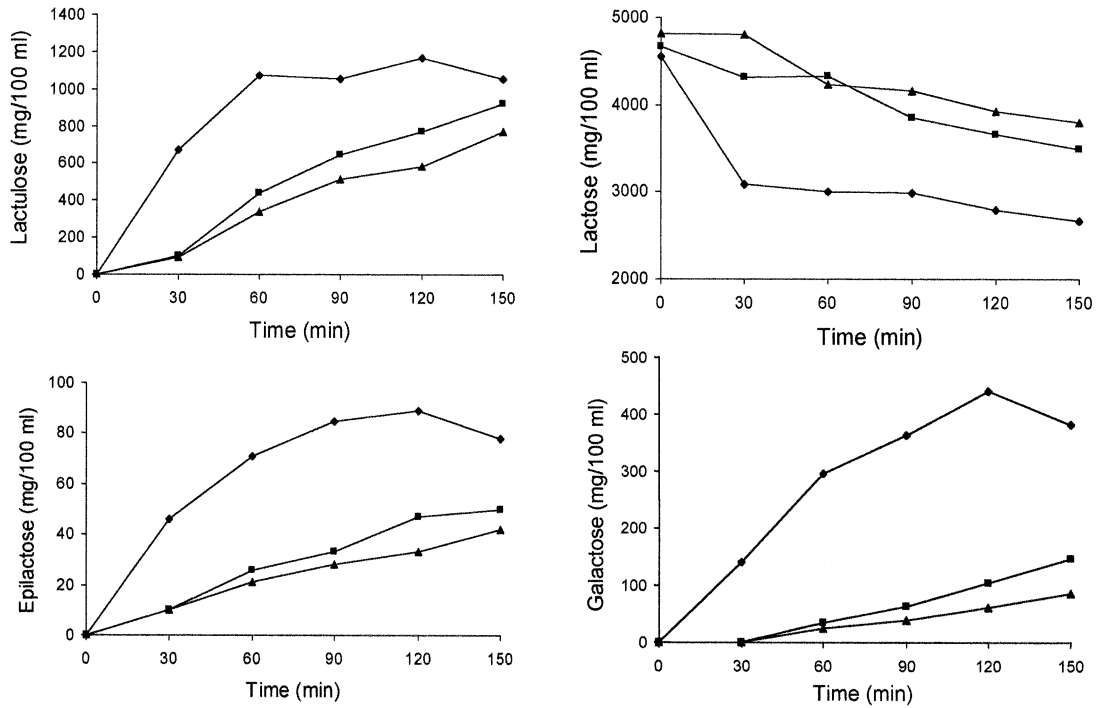 Lactulose (mg/100 ml)
1400
1200
1000
800
600
400
200
0
0 30 60 90 120 150
Time (min)
Lactose (mg/100 ml)
5000
4000
3000
2000
0 30 60 90 120 150
Time (min)
Epilactose (mg/100 ml)
100
80
60
40
20
0
0 30 60 90 120 150
Time (min)
Galactose (mg/100 ml)
500
400
300
200
100
0
0 30 60 90 120 150
Time (min)